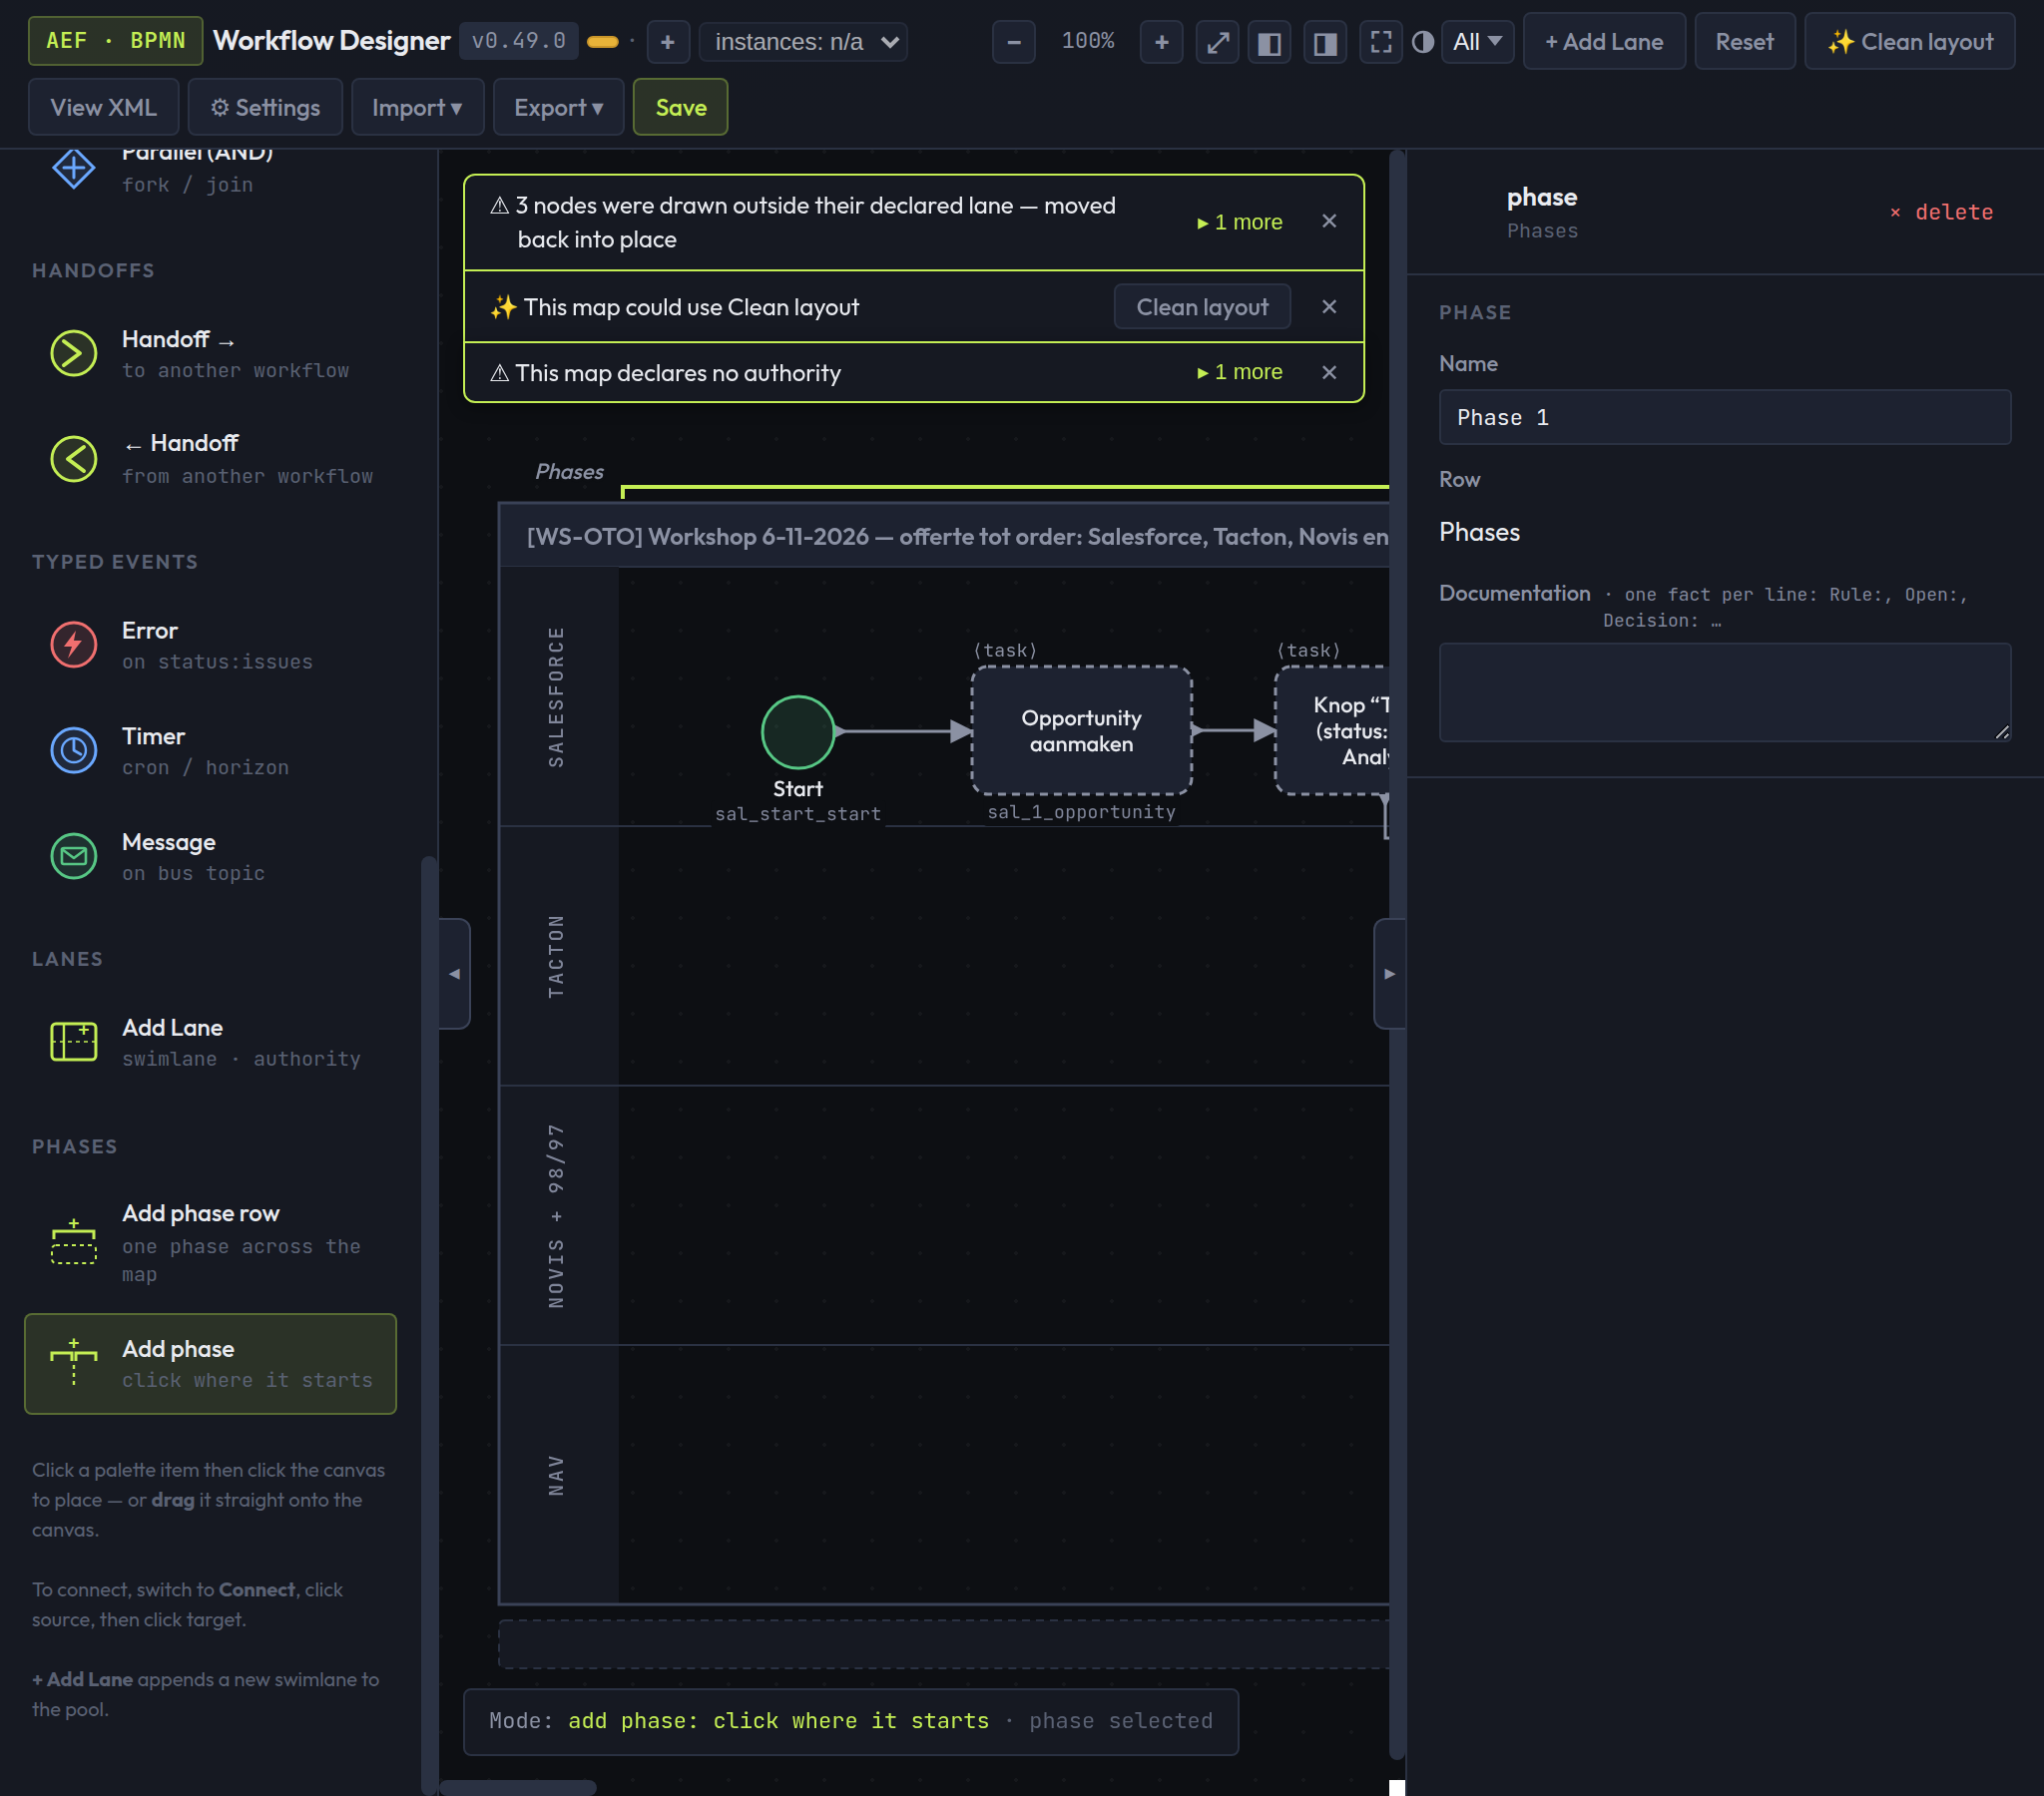 AEF · BPMN Workflow Designer v0.49.0 · + instances: n/a − 100% + All + Add Lane Reset ✨ Clean layout
View XML ⚙ Settings Import ▾ Export ▾ Save
Parallel (AND)
fork / join
HANDOFFS
Handoff →
to another workflow
← Handoff
from another workflow
TYPED EVENTS
Error
on status:issues
Timer
cron / horizon
Message
on bus topic
LANES
Add Lane
swimlane · authority
PHASES
Add phase row
one phase across the
map
Add phase
click where it starts
Click a palette item then click the canvas
to place — or drag it straight onto the
canvas.
To connect, switch to Connect, click
source, then click target.
+ Add Lane appends a new swimlane to
the pool.
⚠ 3 nodes were drawn outside their declared lane — moved
back into place
▸ 1 more ✕
✨ This map could use Clean layout Clean layout ✕
⚠ This map declares no authority ▸ 1 more ✕
Phases
[WS-OTO] Workshop 6-11-2026 — offerte tot order: Salesforce, Tacton, Novis en
SALESFORCE
Start
sal_start_start
⟨task⟩
Opportunity
aanmaken
sal_1_opportunity
⟨task⟩
Knop “T
(status:
Analy
TACTON
NOVIS + 98/97
NAV
Mode: add phase: click where it starts · phase selected
phase
Phases
× delete
PHASE
Name
Phase 1
Row
Phases
Documentation · one fact per line: Rule:, Open:,
Decision: …